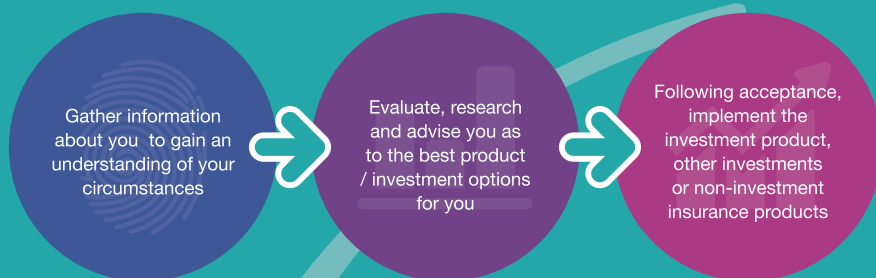 Gather information
about you  to gain an
understanding of your
circumstances
Evaluate, research
and advise you as
to the best product
/ investment options
for you
Following acceptance,
implement the
investment product,
other investments
or non-investment
insurance products